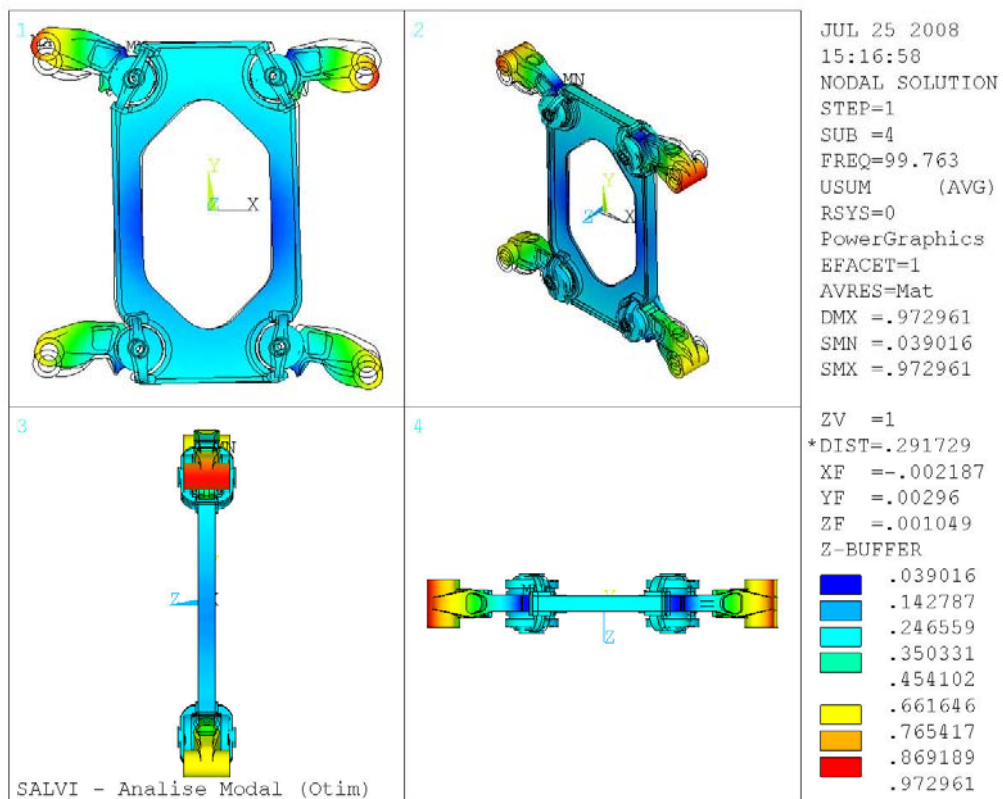 1
MX
MN
Y
Z
X
2
MX
MN
Y
Z
X
3
MN
Y
Z
X
SALVI - Analise Modal (Otim)
4
Y
Z
JUL 25 2008
15:16:58
NODAL SOLUTION
STEP=1
SUB =4
FREQ=99.763
USUM (AVG)
RSYS=0
PowerGraphics
EFACET=1
AVRES=Mat
DMX =.972961
SMN =.039016
SMX =.972961
ZV =1
*DIST=.291729
XF =-.002187
YF =.00296
ZF =.001049
Z-BUFFER
.039016
.142787
.246559
.350331
.454102
.661646
.765417
.869189
.972961